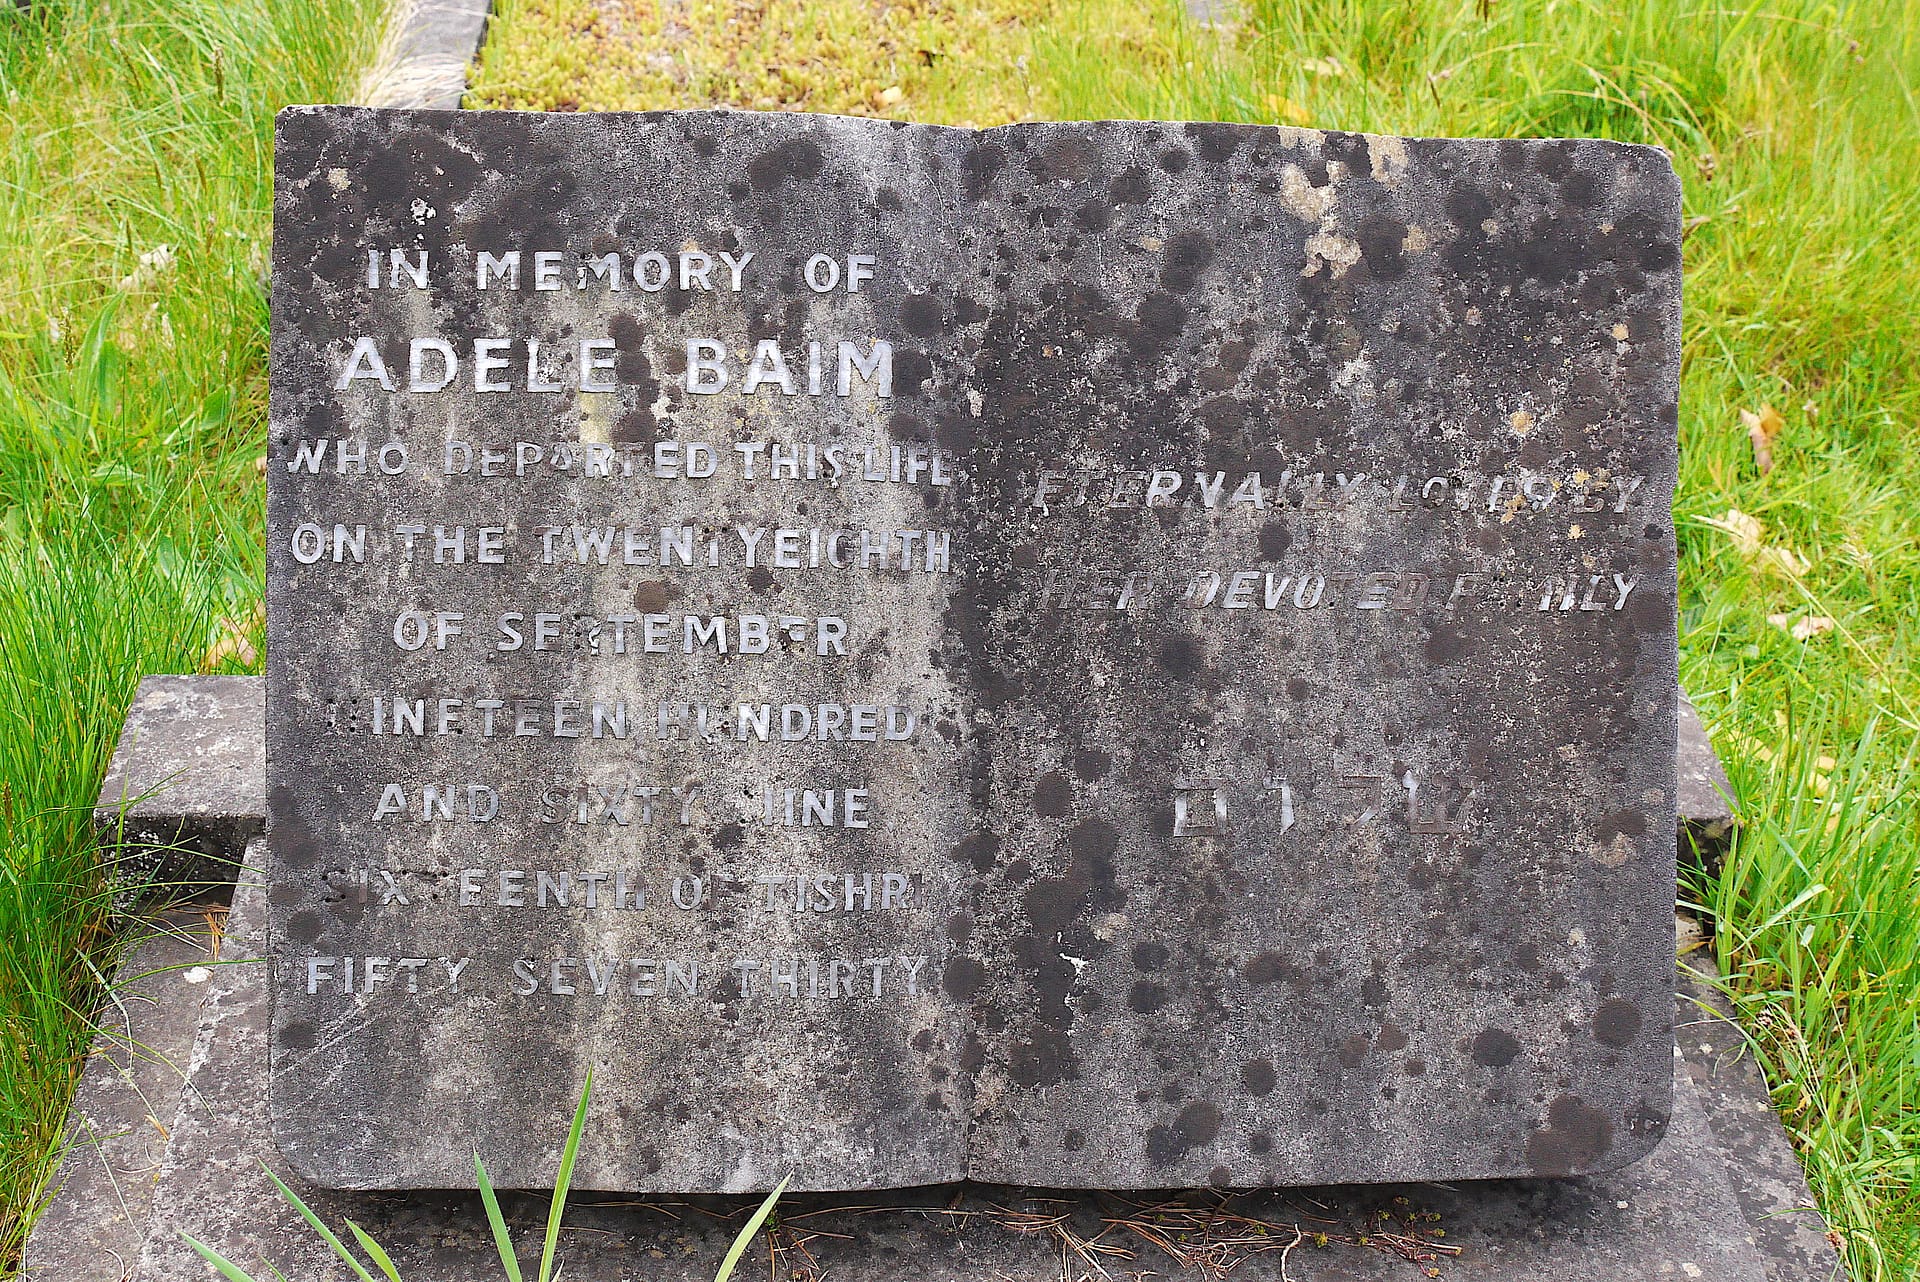 IN MEMORY OF
ADELE BAIM
WHO DEPARTED THIS LIFE
ON THE TWENTYEIGHTH
OF SEPTEMBER
NINETEEN HUNDRED
AND SIXTY NINE
SIXTEENTH OF TISHRI
FIFTY SEVEN THIRTY
ETERNALLY LOVED BY
HER DEVOTED FAMILY
שלום